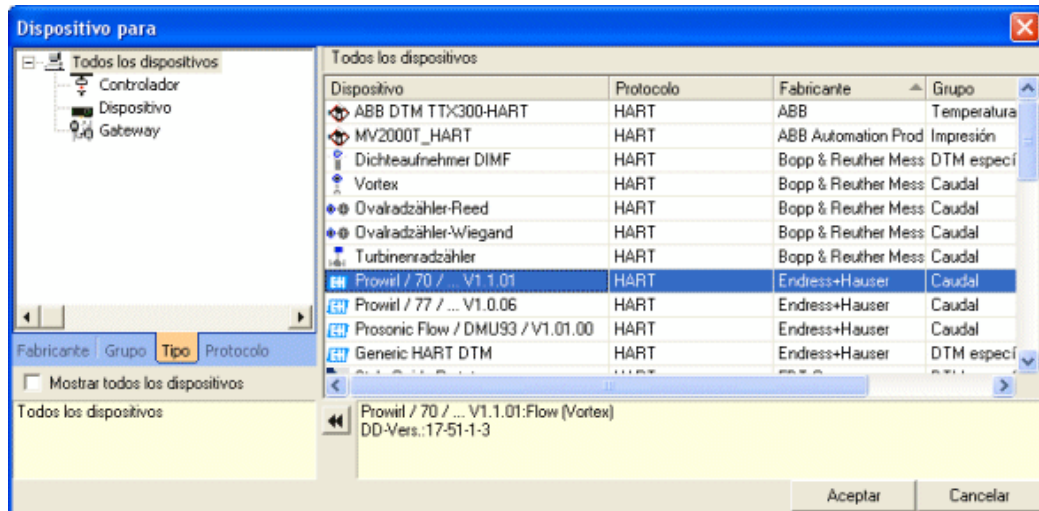 Dispositivo para
Todos los dispositivos
Controlador
Dispositivo
Gateway
Fabricante Grupo Tipo Protocolo
Mostrar todos los dispositivos
Todos los dispositivos
Todos los dispositivos
Dispositivo Protocolo Fabricante Grupo
ABB DTM TTX300-HART HART ABB Temperatura
MV2000T_HART HART ABB Automation Prod Impresión
Dichteaufnehmer DIMF HART Bopp & Reuther Mess DTM especí
Vortex HART Bopp & Reuther Mess Caudal
Ovalradzähler-Reed HART Bopp & Reuther Mess Caudal
Ovalradzähler-Wiegand HART Bopp & Reuther Mess Caudal
Turbinenradzähler HART Bopp & Reuther Mess Caudal
EH Prowirl / 70 / ... V1.1.01 HART Endress+Hauser Caudal
EH Prowirl / 77 / ... V1.0.06 HART Endress+Hauser Caudal
EH Prosonic Flow / DMU93 / V1.01.00 HART Endress+Hauser Caudal
EH Generic HART DTM HART Endress+Hauser DTM especí
Prowirl / 70 / ... V1.1.01:Flow (Vortex)
DD-Vers.:17-51-1-3
Aceptar Cancelar